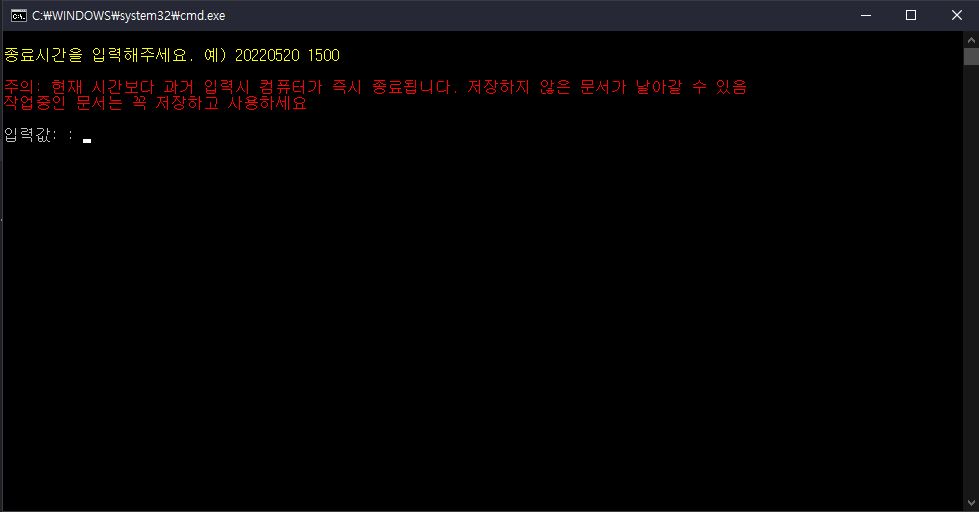 C:₩WINDOWS₩system32₩cmd.exe
종료시간을 입력해주세요. 예) 20220520 1500
주의: 현재 시간보다 과거 입력시 컴퓨터가 즉시 종료됩니다. 저장하지 않은 문서가 날아갈 수 있음
작업중인 문서는 꼭 저장하고 사용하세요
입력값: :